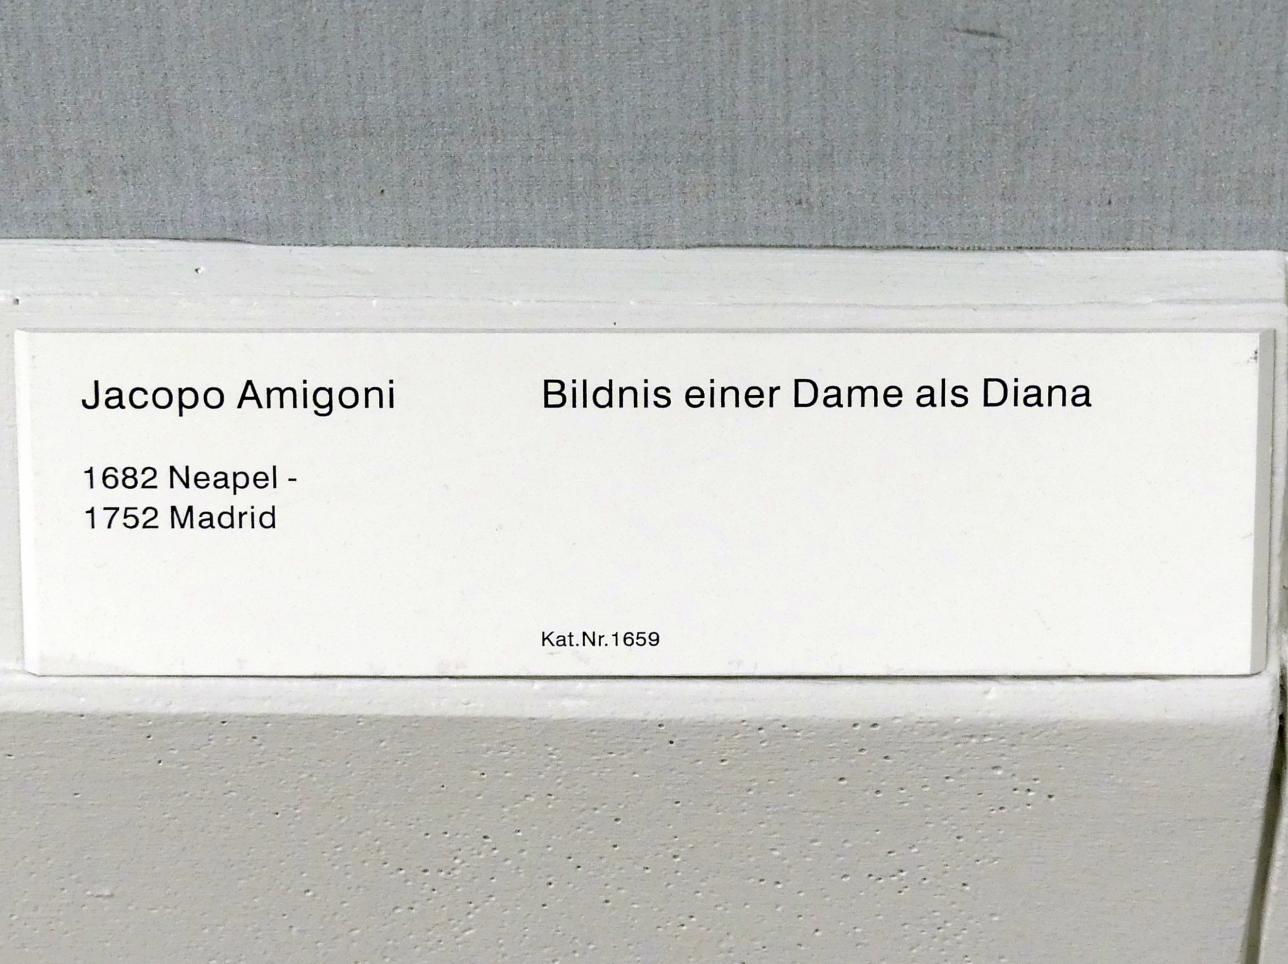 Jacopo Amigoni
1682 Neapel -
1752 Madrid
Bildnis einer Dame als Diana
Kat.Nr.1659